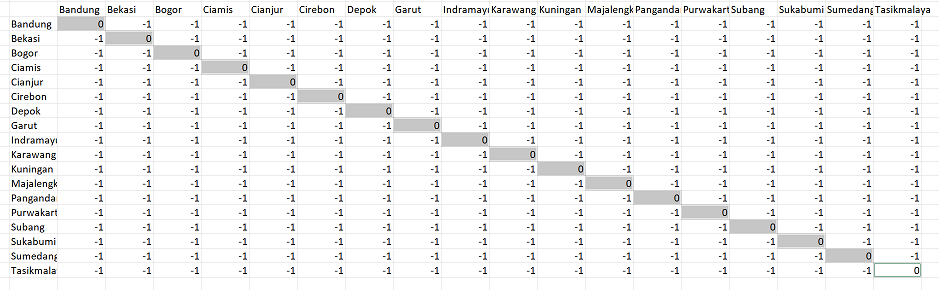 Bandung Bekasi Bogor Ciamis Cianjur Cirebon Depok Garut Indramayu Karawang Kuningan Majalengk Panganda Purwakart Subang Sukabumi Sumedang Tasikmalaya
Bandung 0 -1 -1 -1 -1 -1 -1 -1 -1 -1 -1 -1 -1 -1 -1 -1 -1 -1
Bekasi -1 0 -1 -1 -1 -1 -1 -1 -1 -1 -1 -1 -1 -1 -1 -1 -1 -1
Bogor -1 -1 0 -1 -1 -1 -1 -1 -1 -1 -1 -1 -1 -1 -1 -1 -1 -1
Ciamis -1 -1 -1 0 -1 -1 -1 -1 -1 -1 -1 -1 -1 -1 -1 -1 -1 -1
Cianjur -1 -1 -1 -1 0 -1 -1 -1 -1 -1 -1 -1 -1 -1 -1 -1 -1 -1
Cirebon -1 -1 -1 -1 -1 0 -1 -1 -1 -1 -1 -1 -1 -1 -1 -1 -1 -1
Depok -1 -1 -1 -1 -1 -1 0 -1 -1 -1 -1 -1 -1 -1 -1 -1 -1 -1
Garut -1 -1 -1 -1 -1 -1 -1 0 -1 -1 -1 -1 -1 -1 -1 -1 -1 -1
Indramayu -1 -1 -1 -1 -1 -1 -1 -1 0 -1 -1 -1 -1 -1 -1 -1 -1 -1
Karawang -1 -1 -1 -1 -1 -1 -1 -1 -1 0 -1 -1 -1 -1 -1 -1 -1 -1
Kuningan -1 -1 -1 -1 -1 -1 -1 -1 -1 -1 0 -1 -1 -1 -1 -1 -1 -1
Majalengk -1 -1 -1 -1 -1 -1 -1 -1 -1 -1 -1 0 -1 -1 -1 -1 -1 -1
Panganda -1 -1 -1 -1 -1 -1 -1 -1 -1 -1 -1 -1 0 -1 -1 -1 -1 -1
Purwakart -1 -1 -1 -1 -1 -1 -1 -1 -1 -1 -1 -1 -1 0 -1 -1 -1 -1
Subang -1 -1 -1 -1 -1 -1 -1 -1 -1 -1 -1 -1 -1 -1 0 -1 -1 -1
Sukabumi -1 -1 -1 -1 -1 -1 -1 -1 -1 -1 -1 -1 -1 -1 -1 0 -1 -1
Sumedang -1 -1 -1 -1 -1 -1 -1 -1 -1 -1 -1 -1 -1 -1 -1 -1 0 -1
Tasikmala -1 -1 -1 -1 -1 -1 -1 -1 -1 -1 -1 -1 -1 -1 -1 -1 -1 0